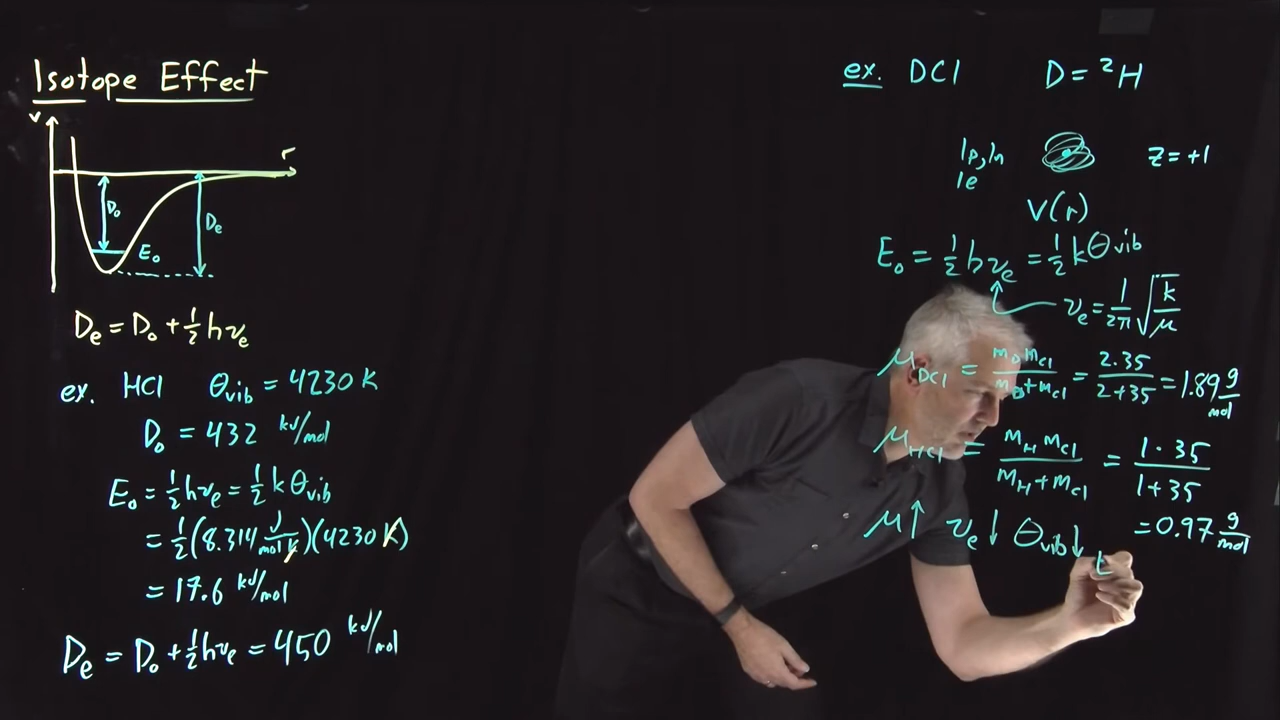 Isotope Effect
V
r
D₀
Dₑ
E₀
Dₑ = D₀ + ½hνₑ
ex. HCl Θvib = 4230 K
D₀ = 432 kJ/mol
E₀ = ½hνₑ = ½kΘvib
= ½(8.314 J/mol K)(4230 K)
= 17.6 kJ/mol
Dₑ = D₀ + ½hνₑ = 450 kJ/mol
ex. DCl D = ²H
1p, 1n
1e
Z = +1
V(r)
E₀ = ½hνₑ = ½kΘvib
νₑ = 1/2π √k/μ
μDCl = mDmCl/mD+mCl = 2·35/2+35 = 1.89 g/mol
μHCl = mHmCl/mH+mCl = 1·35/1+35
= 0.97 g/mol
μ↑ νₑ↓ Θvib↓